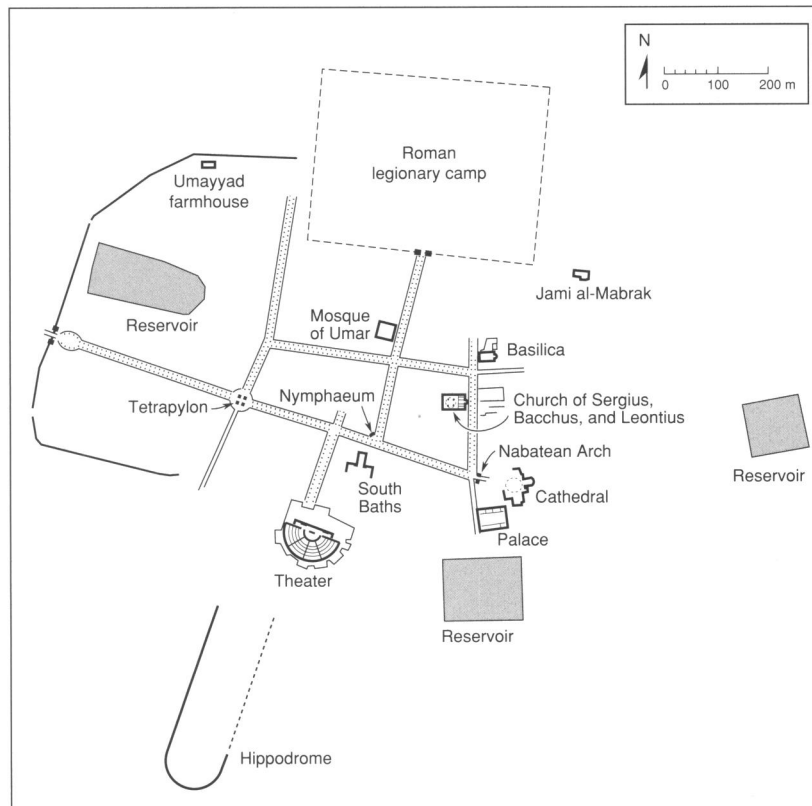 N
0 100 200 m
Roman
legionary camp
Umayyad
farmhouse
Jami al-Mabrak
Reservoir
Mosque
of Umar
Basilica
Tetrapylon
Nymphaeum
Church of Sergius,
Bacchus, and Leontius
Nabatean Arch
Reservoir
South
Baths
Cathedral
Palace
Theater
Reservoir
Hippodrome